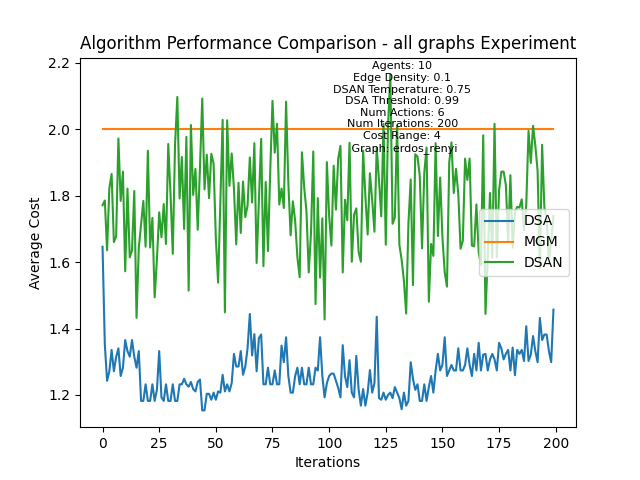 Algorithm Performance Comparison - all graphs Experiment
Agents: 10
Edge Density: 0.1
DSAN Temperature: 0.75
DSA Threshold: 0.99
Num Actions: 6
Num Iterations: 200
Cost Range: 4
Graph: erdos_renyi
Average Cost
2.2
2.0
1.8
1.6
1.4
1.2
DSA
MGM
DSAN
0
25
50
75
100
125
150
175
200
Iterations